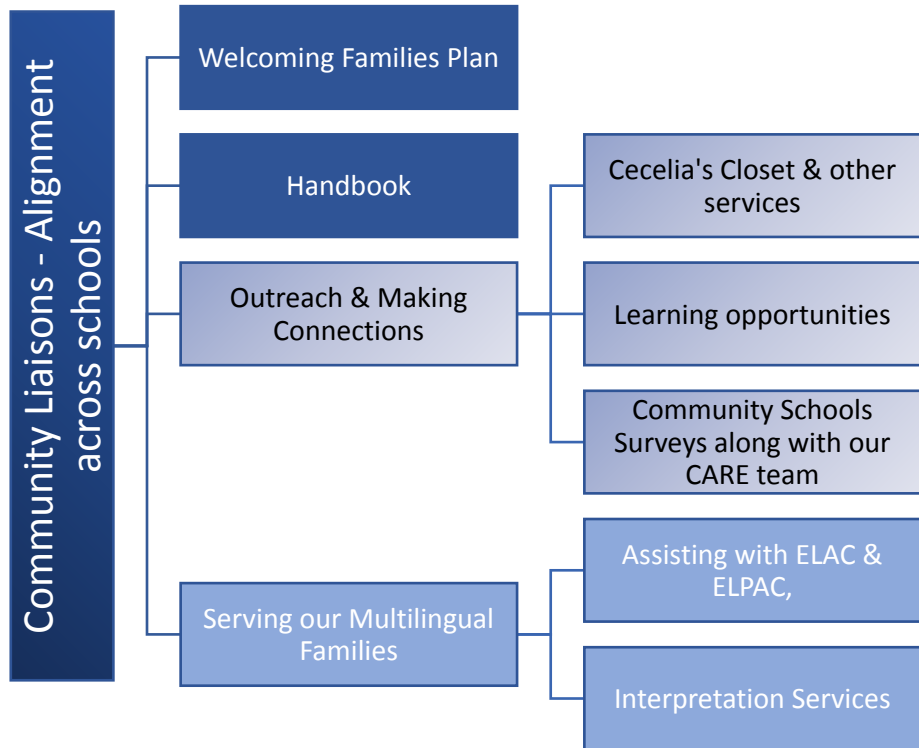 Community Liaisons - Alignment
across schools
Welcoming Families Plan
Handbook
Outreach & Making
Connections
Cecelia's Closet & other
services
Learning opportunities
Community Schools
Surveys along with our
CARE team
Serving our Multilingual
Families
Assisting with ELAC &
ELPAC,
Interpretation Services